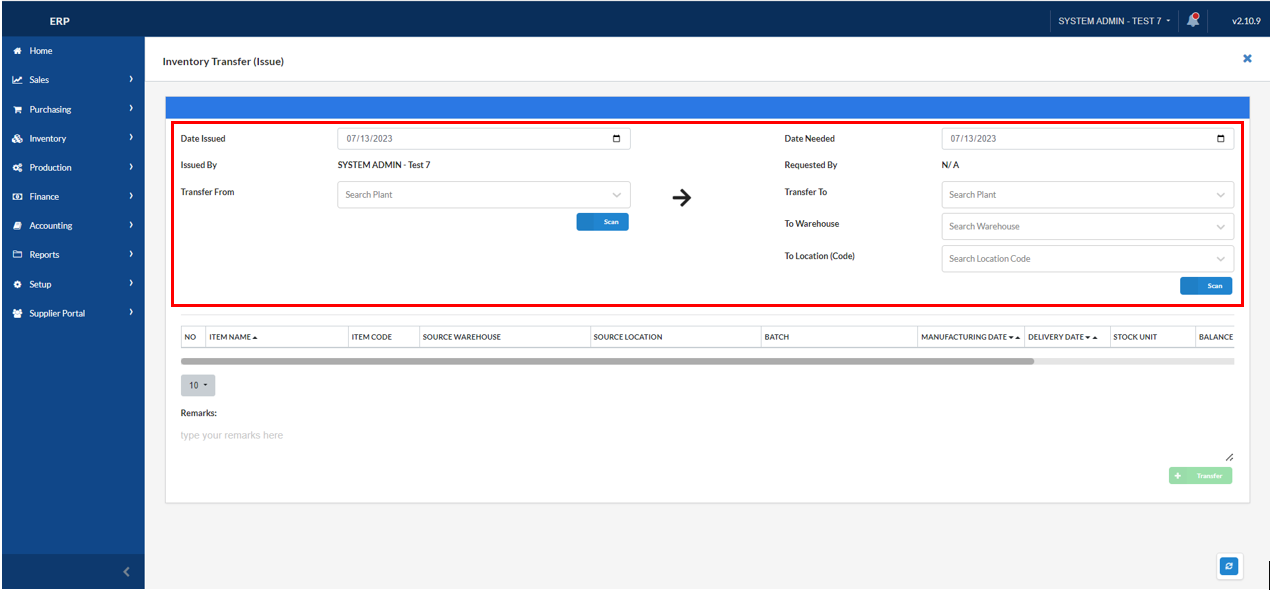 ERP
SYSTEM ADMIN - TEST 7
v2.10.9
Home
Sales
Purchasing
Inventory
Production
Finance
Accounting
Reports
Setup
Supplier Portal
Inventory Transfer (Issue)
Date Issued 07/13/2023
Issued By SYSTEM ADMIN - Test 7
Transfer From Search Plant
Scan
Date Needed 07/13/2023
Requested By N/ A
Transfer To Search Plant
To Warehouse Search Warehouse
To Location (Code) Search Location Code
Scan
NO ITEM NAME ITEM CODE SOURCE WAREHOUSE SOURCE LOCATION BATCH MANUFACTURING DATE DELIVERY DATE STOCK UNIT BALANCE
10
Remarks:
type your remarks here
Transfer